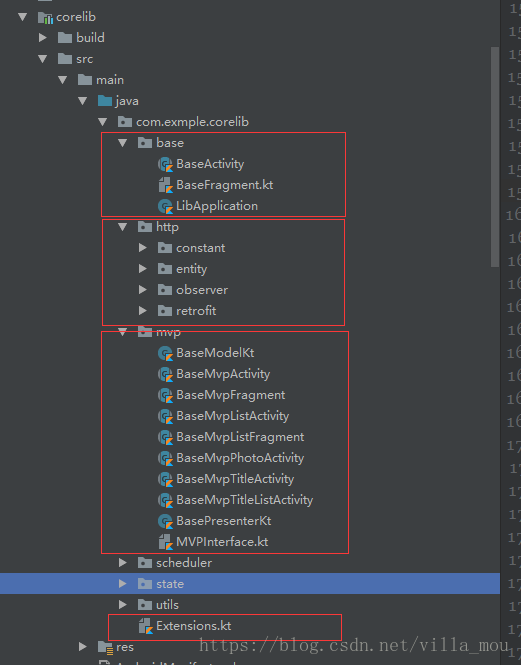 corelib
build
src
main
java
com.exmple.corelib
base
BaseActivity
BaseFragment.kt
LibApplication
http
constant
entity
observer
retrofit
mvp
BaseModelKt
BaseMvpActivity
BaseMvpFragment
BaseMvpListActivity
BaseMvpListFragment
BaseMvpPhotoActivity
BaseMvpTitleActivity
BaseMvpTitleListActivity
BasePresenterKt
MVPInterface.kt
scheduler
state
utils
Extensions.kt
res
https://blog.csdn.net/villa_mou